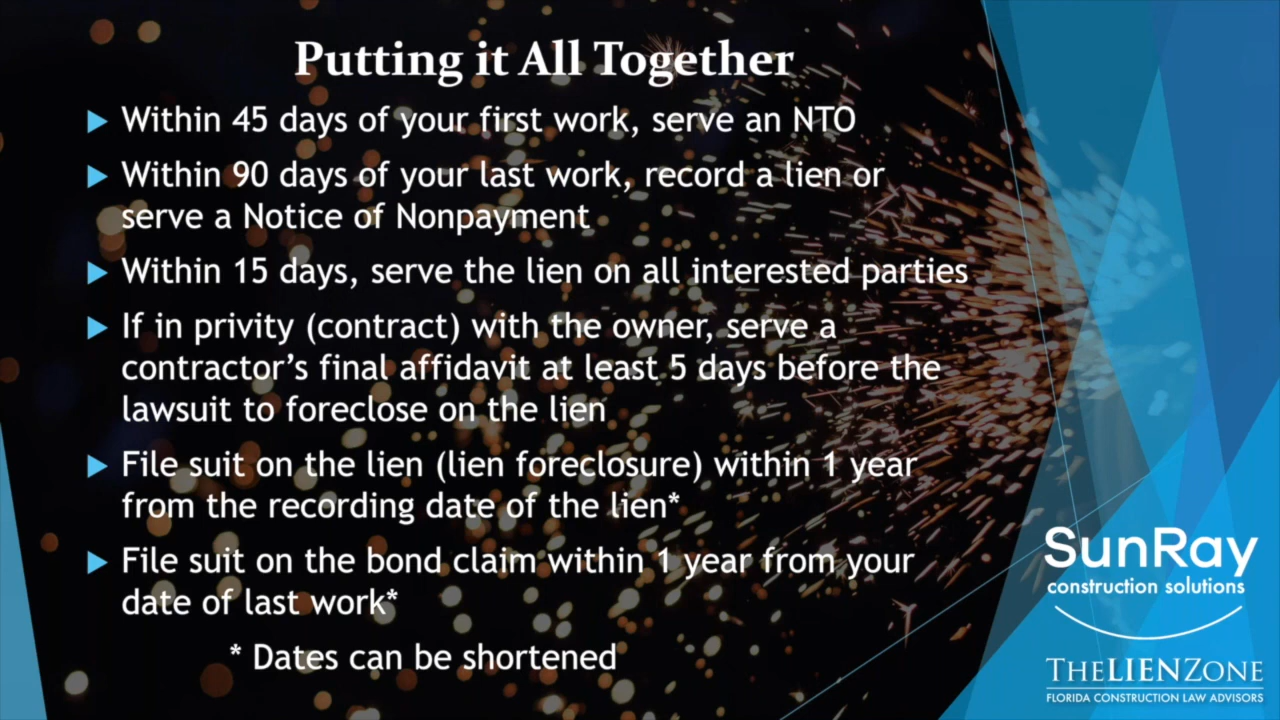 Putting it All Together
Within 45 days of your first work, serve an NTO
Within 90 days of your last work, record a lien or
serve a Notice of Nonpayment
Within 15 days, serve the lien on all interested parties
If in privity (contract) with the owner, serve a
contractor's final affidavit at least 5 days before the
lawsuit to foreclose on the lien
File suit on the lien (lien foreclosure) within 1 year
from the recording date of the lien*
File suit on the bond claim within 1 year from your
date of last work*
* Dates can be shortened
SunRay
construction solutions
THELIENZONE
FLORIDA CONSTRUCTION LAW ADVISORS